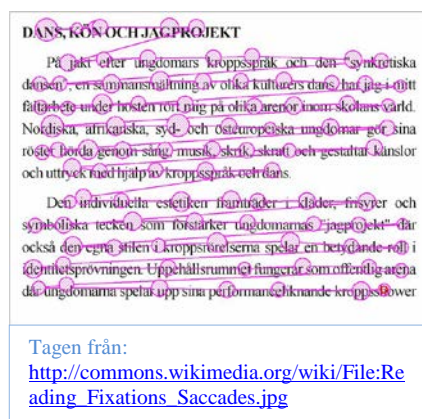 DANS, KÖN OCH JAGPROJEKT
På jakt efter ungdomars kroppsspråk och den "synkretiska
dansen", en sammansmältning av olika kulturers dans, har jag i mitt
fältarbete under hösten rört mig på olika arenor inom skolans värld.
Nordiska, afrikanska, syd- och östeuropeiska ungdomar gör sina
röster hörda genom sång, musik, skrik, skratt och gestaltar känslor
och uttryck med hjälp av kroppsspråk och dans.
Den individuella estetiken framträder i kläder, frisyrer och
symboliska tecken som förstärker ungdomarnas "jagprojekt" där
också den egna stilen i kroppsrörelserna spelar en betydande roll i
identitetsprövningen. Uppehållsrummet fungerar som offentlig arena
där ungdomarna spelar upp sina performanceliknande kroppsshower
Tagen från:
http://commons.wikimedia.org/wiki/File:Re
ading_Fixations_Saccades.jpg